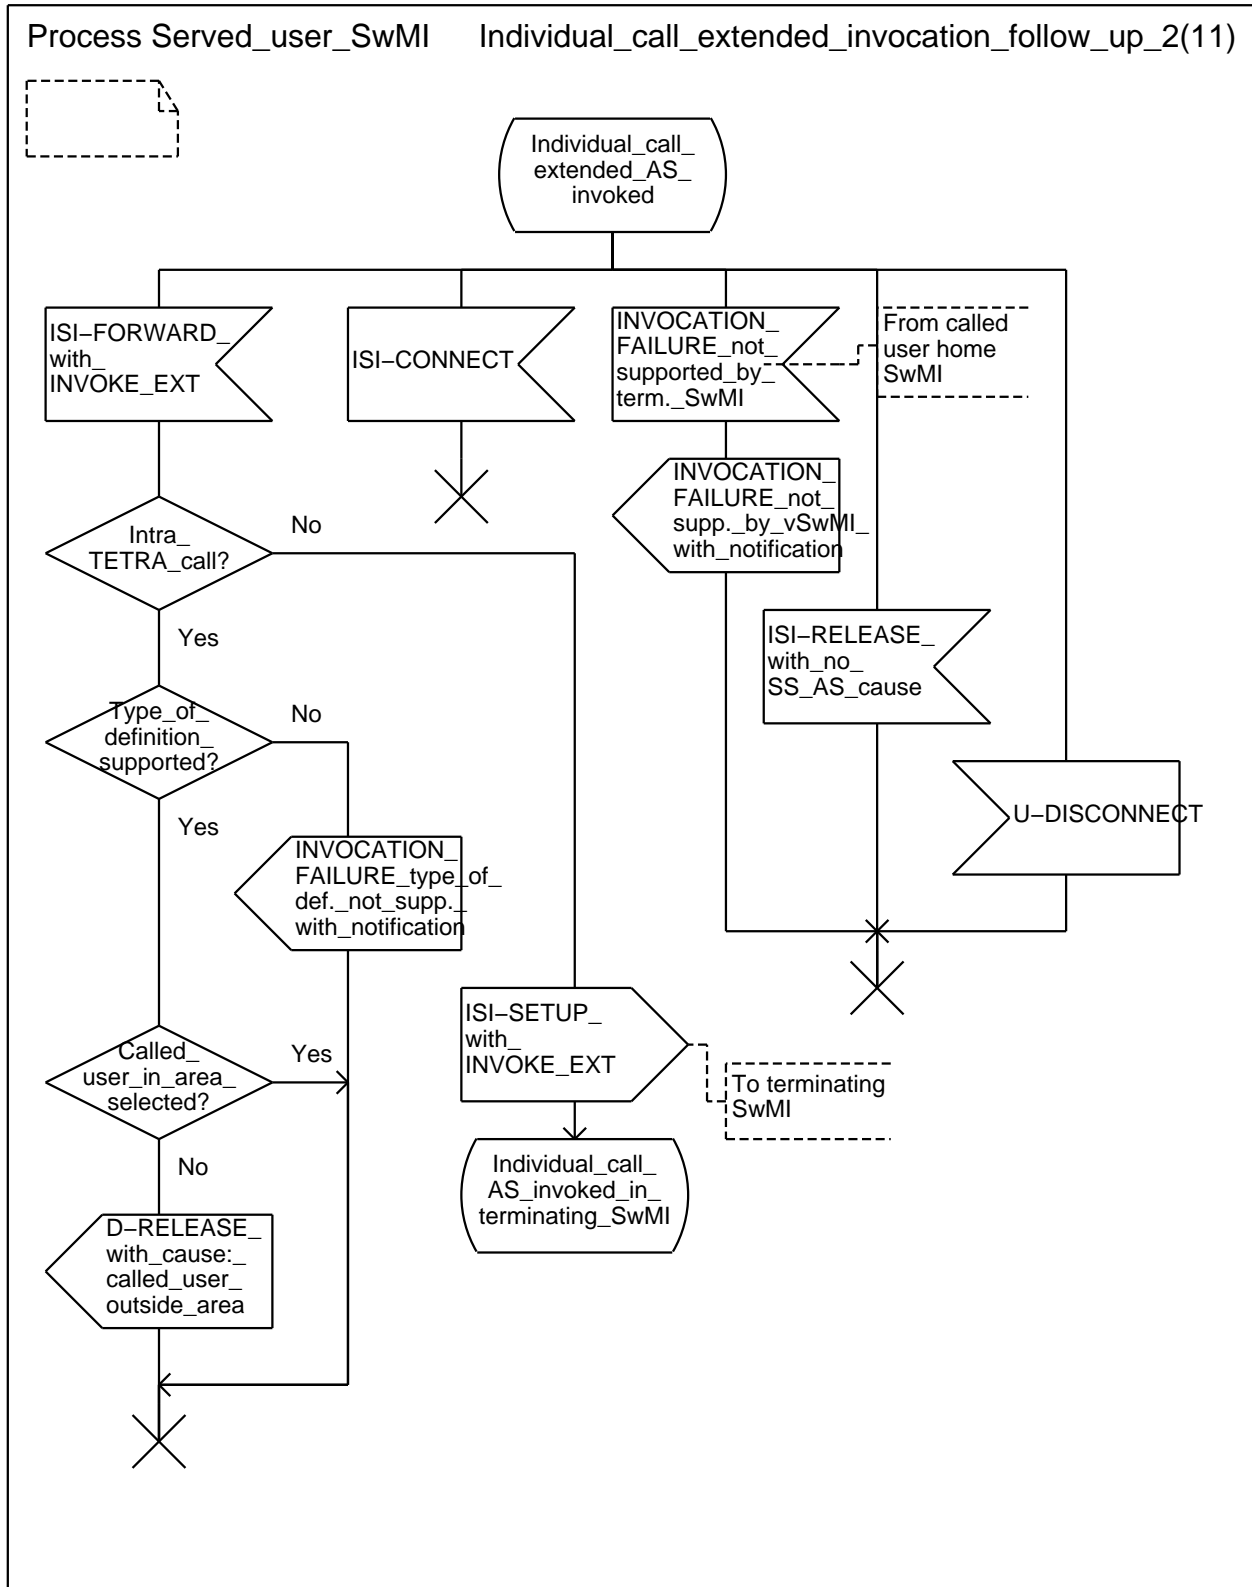 Process Served_user_SwMI Individual_call_extended_invocation_follow_up_2(11)
Individual_call_
extended_AS_
invoked
ISI–FORWARD_
with_
INVOKE_EXT
ISI–CONNECT
INVOCATION_
FAILURE_not_
supported_by_
term._SwMI
From called
user home
SwMI
INVOCATION_
FAILURE_not_
supp._by_vSwMI_
with_notification
Intra_
TETRA_call?
No
Yes
ISI–RELEASE_
with_no_
SS_AS_cause
Type_of_
definition_
supported?
No
Yes
U–DISCONNECT
INVOCATION_
FAILURE_type_of_
def._not_supp._
with_notification
ISI–SETUP_
with_
INVOKE_EXT
To terminating
SwMI
Called_
user_in_area_
selected?
Yes
No
Individual_call_
AS_invoked_in_
terminating_SwMI
D–RELEASE_
with_cause:_
called_user_
outside_area